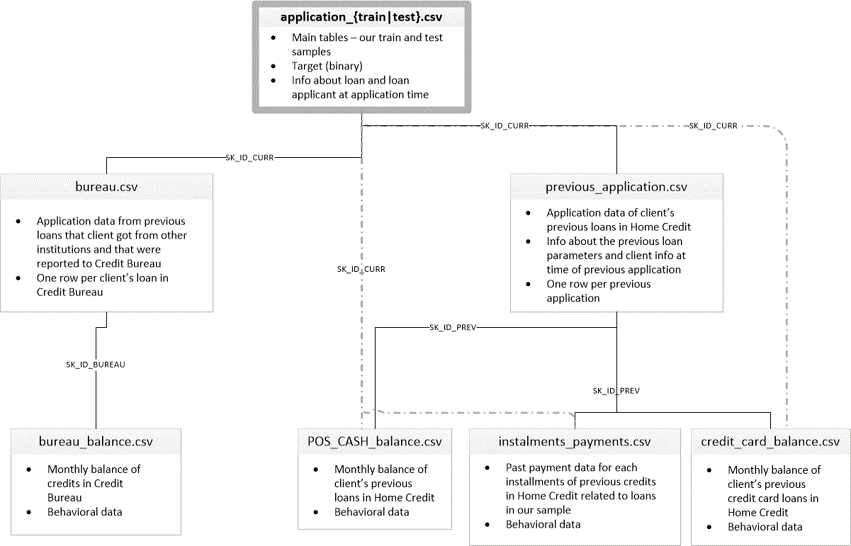 application_{train|test}.csv
• Main tables – our train and test
samples
• Target (binary)
• Info about loan and loan
applicant at application time
SK_ID_CURR
SK_ID_CURR
SK_ID_CURR
bureau.csv
• Application data from previous
loans that client got from other
institutions and that were
reported to Credit Bureau
• One row per client's loan in
Credit Bureau
previous_application.csv
• Application data of client's
previous loans in Home Credit
• Info about the previous loan
parameters and client info at
time of previous application
• One row per previous
application
SK_ID_CURR
SK_ID_PREV
SK_ID_BUREAU
SK_ID_PREV
bureau_balance.csv
• Monthly balance of
credits in Credit
Bureau
• Behavioral data
POS_CASH_balance.csv
• Monthly balance of
client's previous
loans in Home Credit
• Behavioral data
instalments_payments.csv
• Past payment data for each
installments of previous credits
in Home Credit related to loans
in our sample
• Behavioral data
credit_card_balance.csv
• Monthly balance of
client's previous
credit card loans in
Home Credit
• Behavioral data